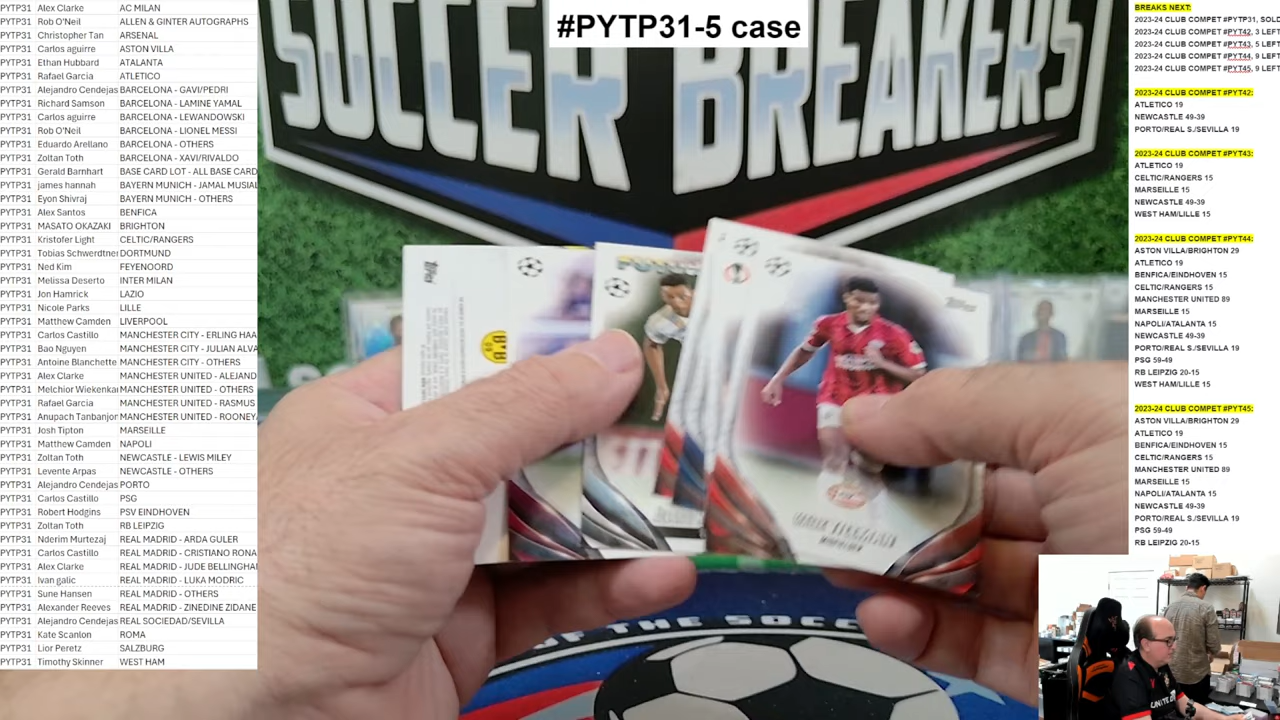 #PYTP31-5 case
SOCCER BREAKERS
PYTP31 Alex Clarke AC MILAN
PYTP31 Rob O'Neil ALLEN & GINTER AUTOGRAPHS
PYTP31 Christopher Tan ARSENAL
PYTP31 Carlos aguirre ASTON VILLA
PYTP31 Ethan Hubbard ATALANTA
PYTP31 Rafael Garcia ATLETICO
PYTP31 Alejandro Cendejas BARCELONA - GAVI/PEDRI
PYTP31 Richard Samson BARCELONA - LAMINE YAMAL
PYTP31 Carlos aguirre BARCELONA - LEWANDOWSKI
PYTP31 Rob O'Neil BARCELONA - LIONEL MESSI
PYTP31 Eduardo Arellano BARCELONA - OTHERS
PYTP31 Zoltan Toth BARCELONA - XAVI/RIVALDO
PYTP31 Gerald Barnhart BASE CARD LOT - ALL BASE CARD
PYTP31 james hannah BAYERN MUNICH - JAMAL MUSIAL
PYTP31 Eyon Shivraj BAYERN MUNICH - OTHERS
PYTP31 Alex Santos BENFICA
PYTP31 MASATO OKAZAKI BRIGHTON
PYTP31 Kristofer Light CELTIC/RANGERS
PYTP31 Tobias Schwerdtner DORTMUND
PYTP31 Ned Kim FEYENOORD
PYTP31 Melissa Deserto INTER MILAN
PYTP31 Jon Hamrick LAZIO
PYTP31 Nicole Parks LILLE
PYTP31 Matthew Camden LIVERPOOL
PYTP31 Carlos Castillo MANCHESTER CITY - ERLING HAA
PYTP31 Bao Nguyen MANCHESTER CITY - JULIAN ALVA
PYTP31 Antoine Blanchette MANCHESTER CITY - OTHERS
PYTP31 Alex Clarke MANCHESTER UNITED - ALEJAND
PYTP31 Melchior Wiekenkar MANCHESTER UNITED - OTHERS
PYTP31 Rafael Garcia MANCHESTER UNITED - RASMUS
PYTP31 Anupach Tanbanjor MANCHESTER UNITED - ROONEY
PYTP31 Josh Tipton MARSEILLE
PYTP31 Matthew Camden NAPOLI
PYTP31 Zoltan Toth NEWCASTLE - LEWIS MILEY
PYTP31 Levente Arpas NEWCASTLE - OTHERS
PYTP31 Alejandro Cendejas PORTO
PYTP31 Carlos Castillo PSG
PYTP31 Robert Hodgins PSV EINDHOVEN
PYTP31 Zoltan Toth RB LEIPZIG
PYTP31 Nderim Murtezaj REAL MADRID - ARDA GULER
PYTP31 Carlos Castillo REAL MADRID - CRISTIANO RONA
PYTP31 Alex Clarke REAL MADRID - JUDE BELLINGHA
PYTP31 Ivan galic REAL MADRID - LUKA MODRIC
PYTP31 Sune Hansen REAL MADRID - OTHERS
PYTP31 Alexander Reeves REAL MADRID - ZINEDINE ZIDANE
PYTP31 Alejandro Cendejas REAL SOCIEDAD/SEVILLA
PYTP31 Kate Scanlon ROMA
PYTP31 Lior Peretz SALZBURG
PYTP31 Timothy Skinner WEST HAM
OF THE SOCC
BREAKS NEXT:
2023-24 CLUB COMPET #PYTP31, SOLD
2023-24 CLUB COMPET #PYT42, 3 LEFT
2023-24 CLUB COMPET #PYT43, 5 LEFT
2023-24 CLUB COMPET #PYT44, 9 LEFT
2023-24 CLUB COMPET #PYT45, 9 LEFT
2023-24 CLUB COMPET #PYT42:
ATLETICO 19
NEWCASTLE 49-39
PORTO/REAL S./SEVILLA 19
2023-24 CLUB COMPET #PYT43:
ATLETICO 19
CELTIC/RANGERS 15
MARSEILLE 15
NEWCASTLE 49-39
WEST HAM/LILLE 15
2023-24 CLUB COMPET #PYT44:
ASTON VILLA/BRIGHTON 29
ATLETICO 19
BENFICA/EINDHOVEN 15
CELTIC/RANGERS 15
MANCHESTER UNITED 89
MARSEILLE 15
NAPOLI/ATALANTA 15
NEWCASTLE 49-39
PORTO/REAL S./SEVILLA 19
PSG 59-49
RB LEIPZIG 20-15
WEST HAM/LILLE 15
2023-24 CLUB COMPET #PYT45:
ASTON VILLA/BRIGHTON 29
ATLETICO 19
BENFICA/EINDHOVEN 15
CELTIC/RANGERS 15
MANCHESTER UNITED 89
MARSEILLE 15
NAPOLI/ATALANTA 15
NEWCASTLE 49-39
PORTO/REAL S./SEVILLA 19
PSG 59-49
RB LEIPZIG 20-15